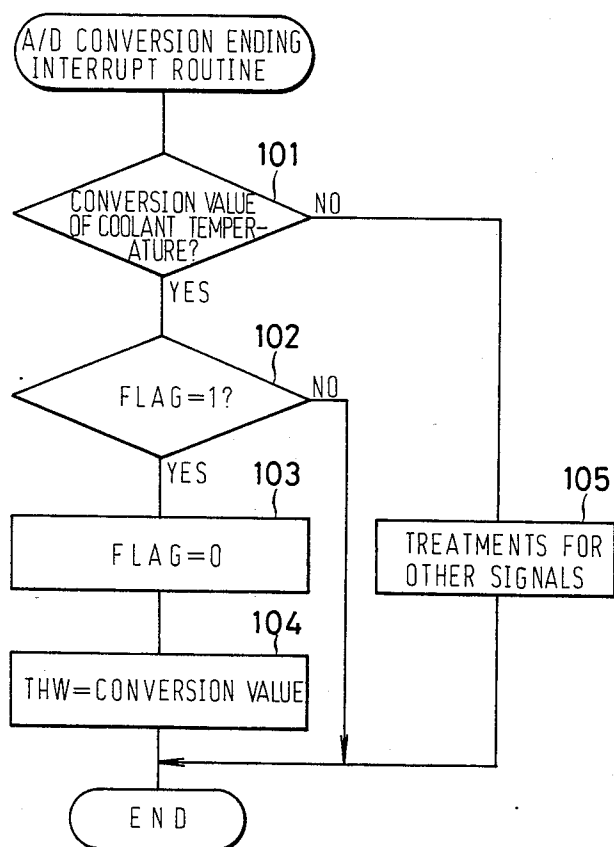 A/D CONVERSION ENDING
INTERRUPT ROUTINE
101
CONVERSION VALUE
OF COOLANT TEMPER-
ATURE?
NO
YES
102
FLAG=1?
NO
YES
103
FLAG=0
105
TREATMENTS FOR
OTHER SIGNALS
104
THW=CONVERSION VALUE
END